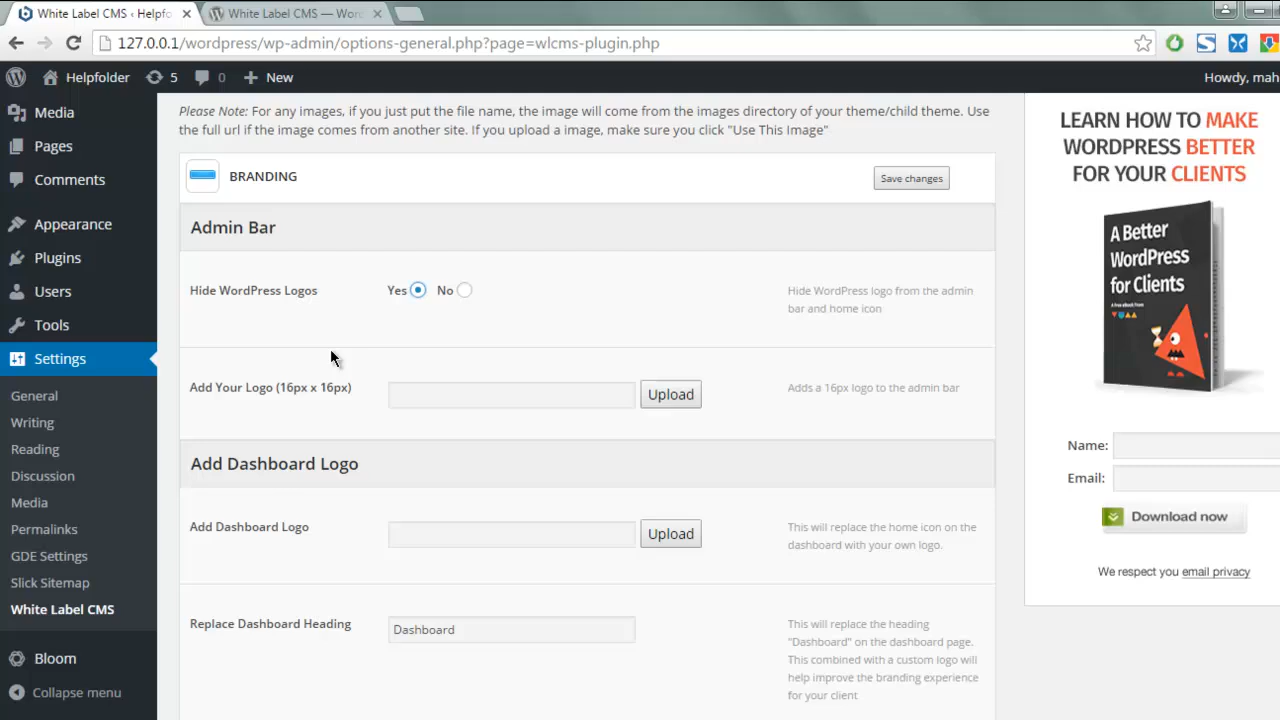 White Label CMS ‹ Helpfo
White Label CMS — Wor
127.0.0.1/wordpress/wp-admin/options-general.php?page=wlcms-plugin.php
Helpfolder
5
0
New
Howdy, mah
Media
Pages
Comments
Appearance
Plugins
Users
Tools
Settings
General
Writing
Reading
Discussion
Media
Permalinks
GDE Settings
Slick Sitemap
White Label CMS
Bloom
Collapse menu
Please Note: For any images, if you just put the file name, the image will come from the images directory of your theme/child theme. Use
the full url if the image comes from another site. If you upload a image, make sure you click "Use This Image"
BRANDING
Save changes
Admin Bar
Hide WordPress Logos
Yes
No
Hide WordPress logo from the admin
bar and home icon
Add Your Logo (16px x 16px)
Upload
Adds a 16px logo to the admin bar
Add Dashboard Logo
Add Dashboard Logo
Upload
This will replace the home icon on the
dashboard with your own logo.
Replace Dashboard Heading
Dashboard
This will replace the heading
"Dashboard" on the dashboard page.
This combined with a custom logo will
help improve the branding experience
for your client
LEARN HOW TO MAKE
WORDPRESS BETTER
FOR YOUR CLIENTS
A Better
WordPress
for Clients
Name:
Email:
Download now
We respect you email privacy